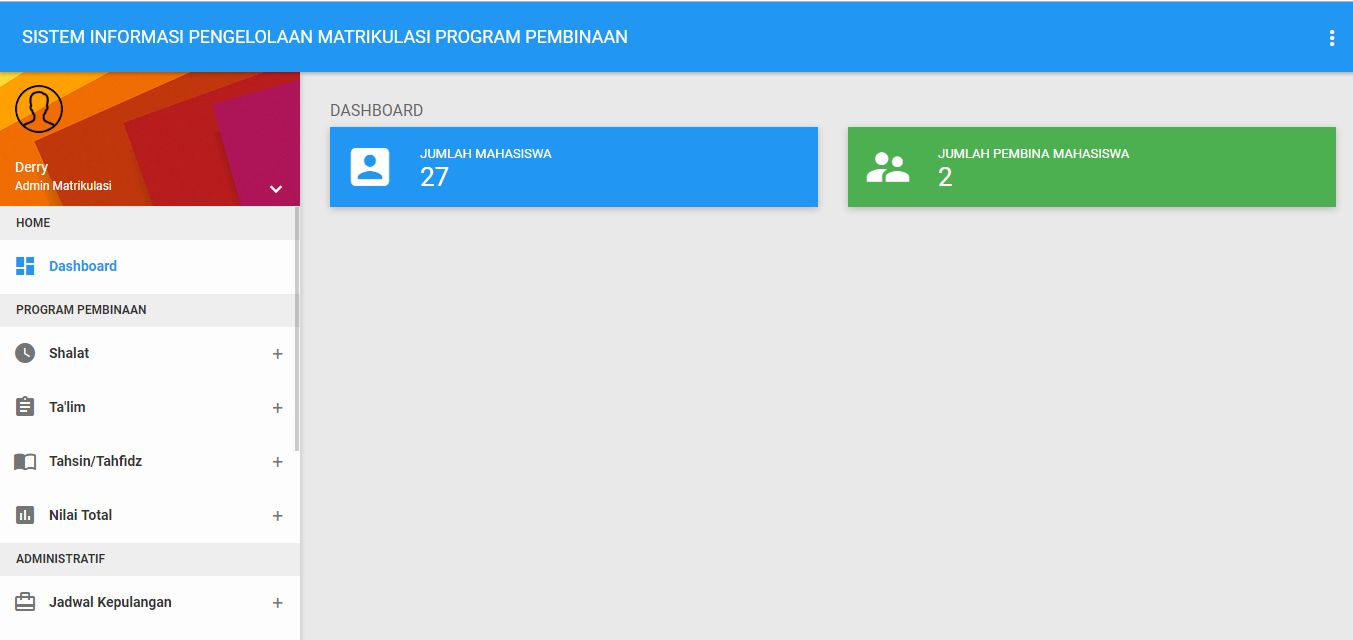 SISTEM INFORMASI PENGELOLAAN MATRIKULASI PROGRAM PEMBINAAN
Derry
Admin Matrikulasi
HOME
Dashboard
PROGRAM PEMBINAAN
Shalat
Ta'lim
Tahsin/Tahfidz
Nilai Total
ADMINISTRATIF
Jadwal Kepulangan
DASHBOARD
JUMLAH MAHASISWA
27
JUMLAH PEMBINA MAHASISWA
2